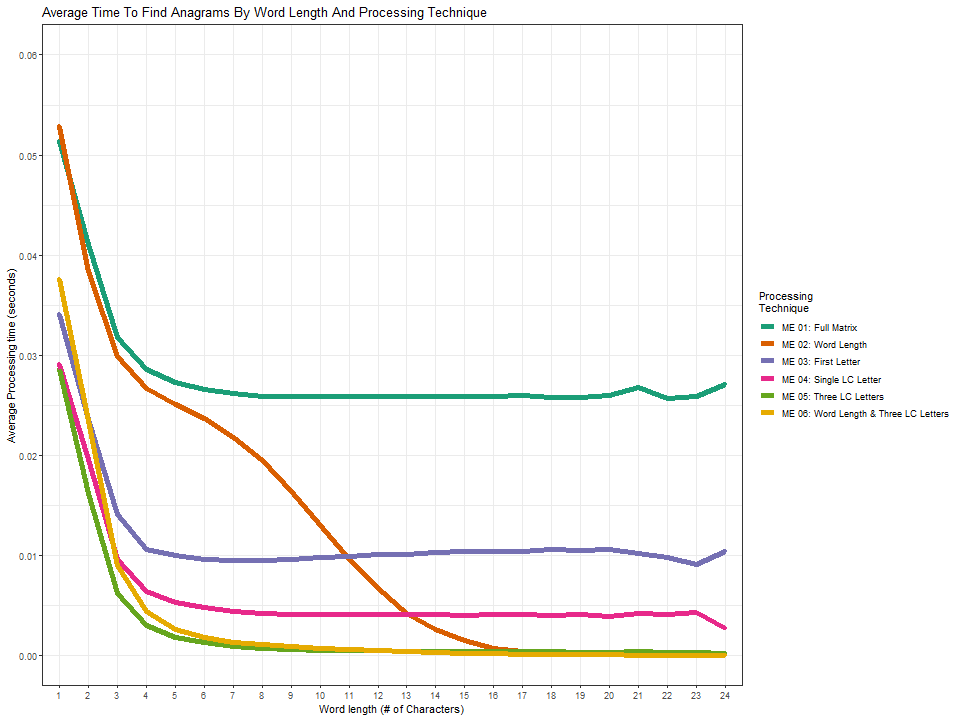 Average Time To Find Anagrams By Word Length And Processing Technique
0.06
0.05
0.04
0.03
0.02
0.01
0.00
Average Processing time (seconds)
1 2 3 4 5 6 7 8 9 10 11 12 13 14 15 16 17 18 19 20 21 22 23 24
Word length (# of Characters)
Processing
Technique
ME 01: Full Matrix
ME 02: Word Length
ME 03: First Letter
ME 04: Single LC Letter
ME 05: Three LC Letters
ME 06: Word Length & Three LC Letters